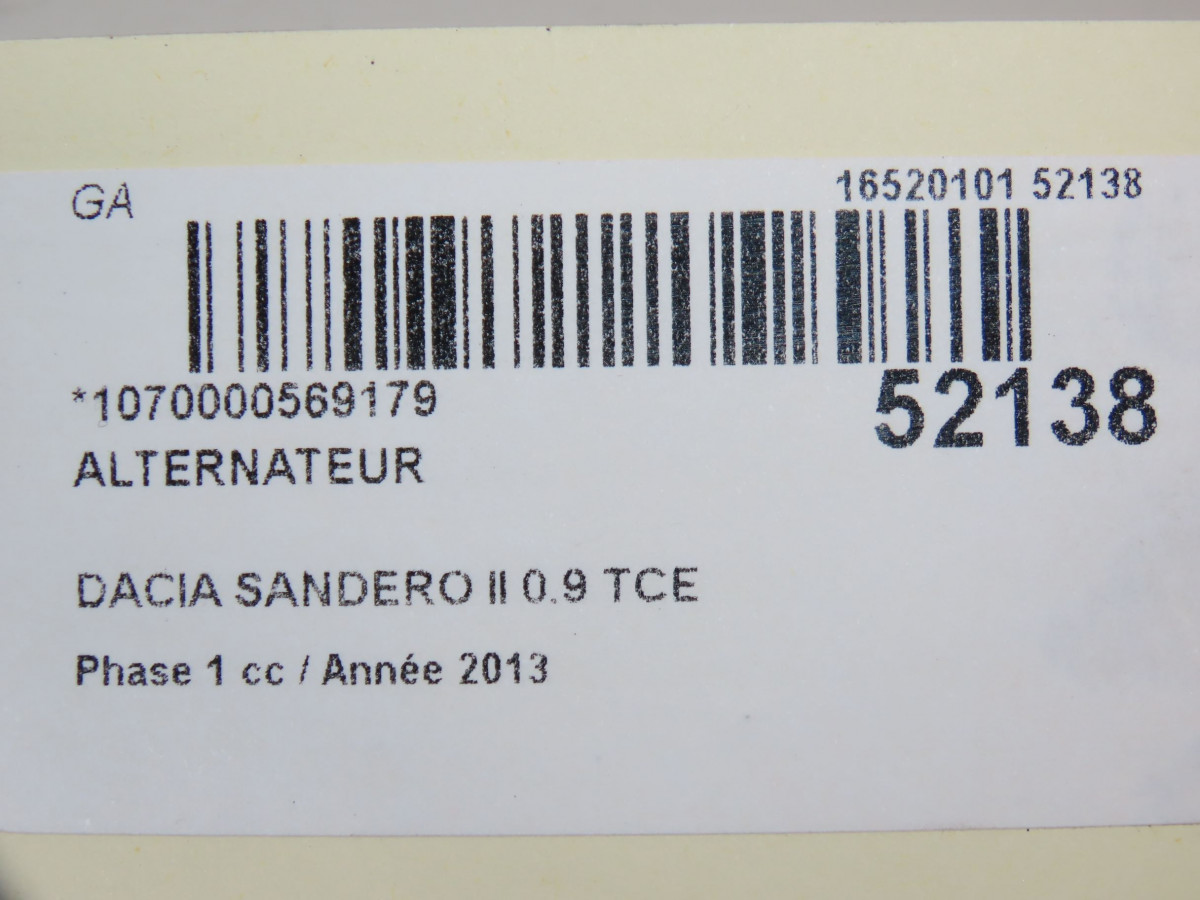 GA
16520101 52138
*1070000569179
52138
ALTERNATEUR
DACIA SANDERO II 0.9 TCE
Phase 1 cc / Année 2013